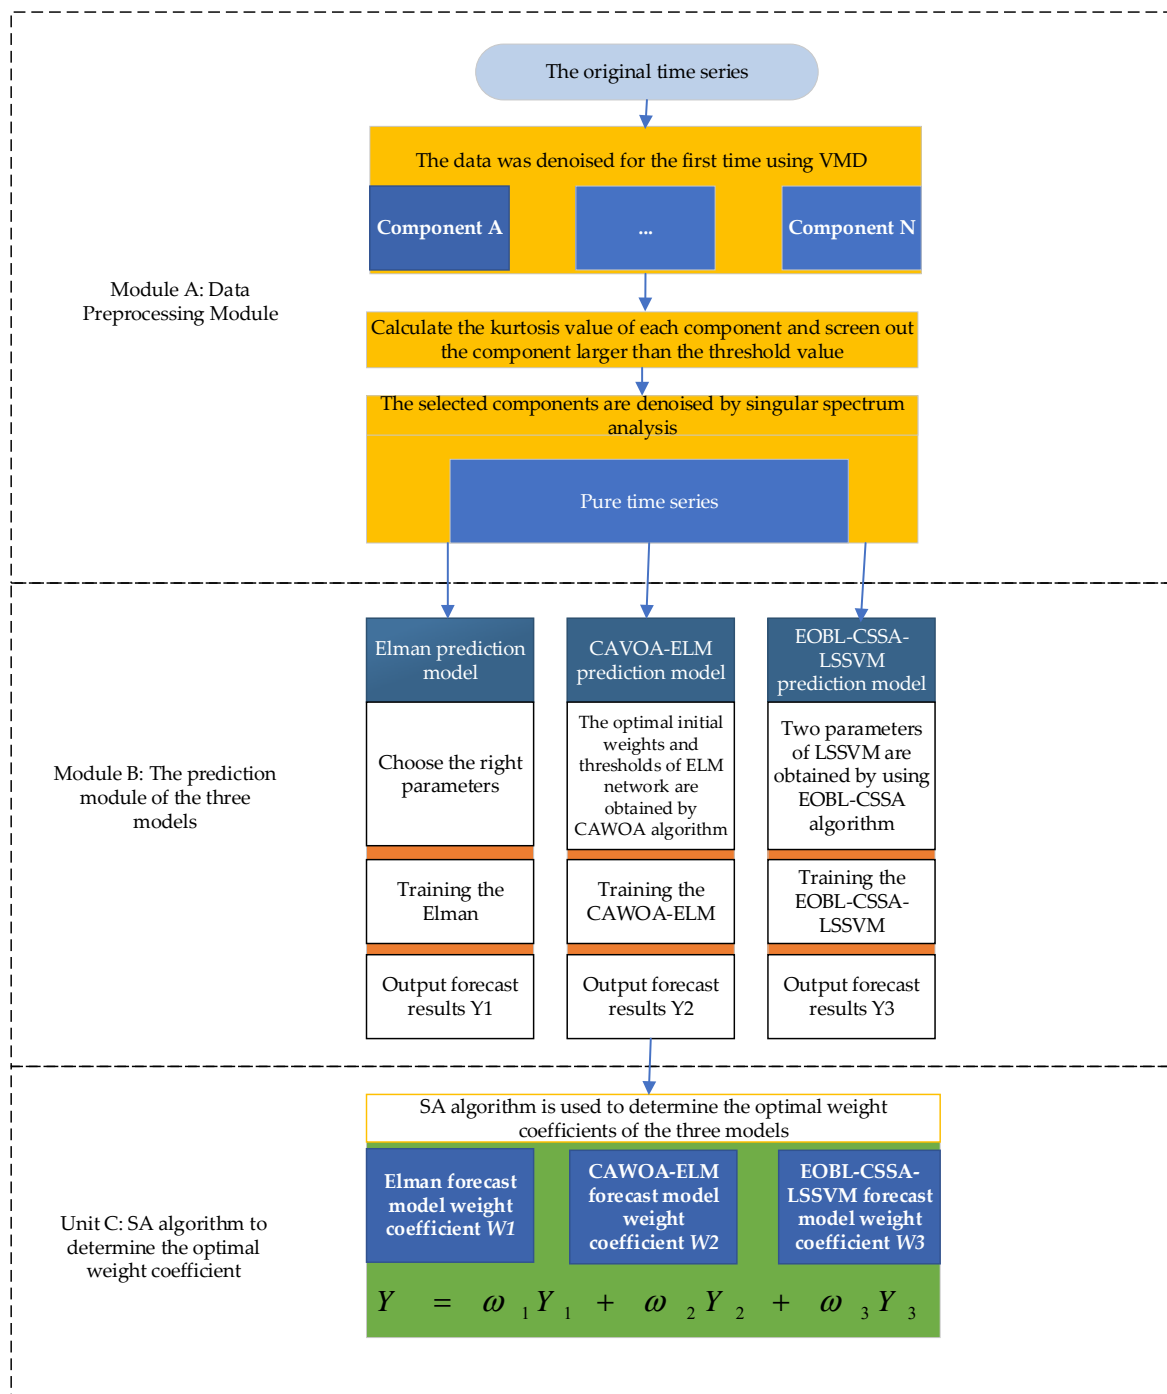 The original time series
The data was denoised for the first time using VMD
Component A
...
Component N
Module A: Data
Preprocessing Module
Calculate the kurtosis value of each component and screen out
the component larger than the threshold value
The selected components are denoised by singular spectrum
analysis
Pure time series
Module B: The prediction
module of the three
models
Elman prediction
model
Choose the right
parameters
Training the
Elman
Output forecast
results Y1
CAVOA-ELM
prediction model
The optimal initial
weights and
thresholds of ELM
network are
obtained by
CAWOA algorithm
Training the
CAWOA-ELM
Output forecast
results Y2
EOBL-CSSA-
LSSVM
prediction model
Two parameters
of LSSVM are
obtained by using
EOBL-CSSA
algorithm
Training the
EOBL-CSSA-
LSSVM
Output forecast
results Y3
Unit C: SA algorithm to
determine the optimal
weight coefficient
SA algorithm is used to determine the optimal weight
coefficients of the three models
Elman forecast
model weight
coefficient W1
CAWOA-ELM
forecast model
weight
coefficient W2
EOBL-CSSA-
LSSVM forecast
model weight
coefficient W3
Y = ω 1 Y 1 + ω 2 Y 2 + ω 3 Y 3